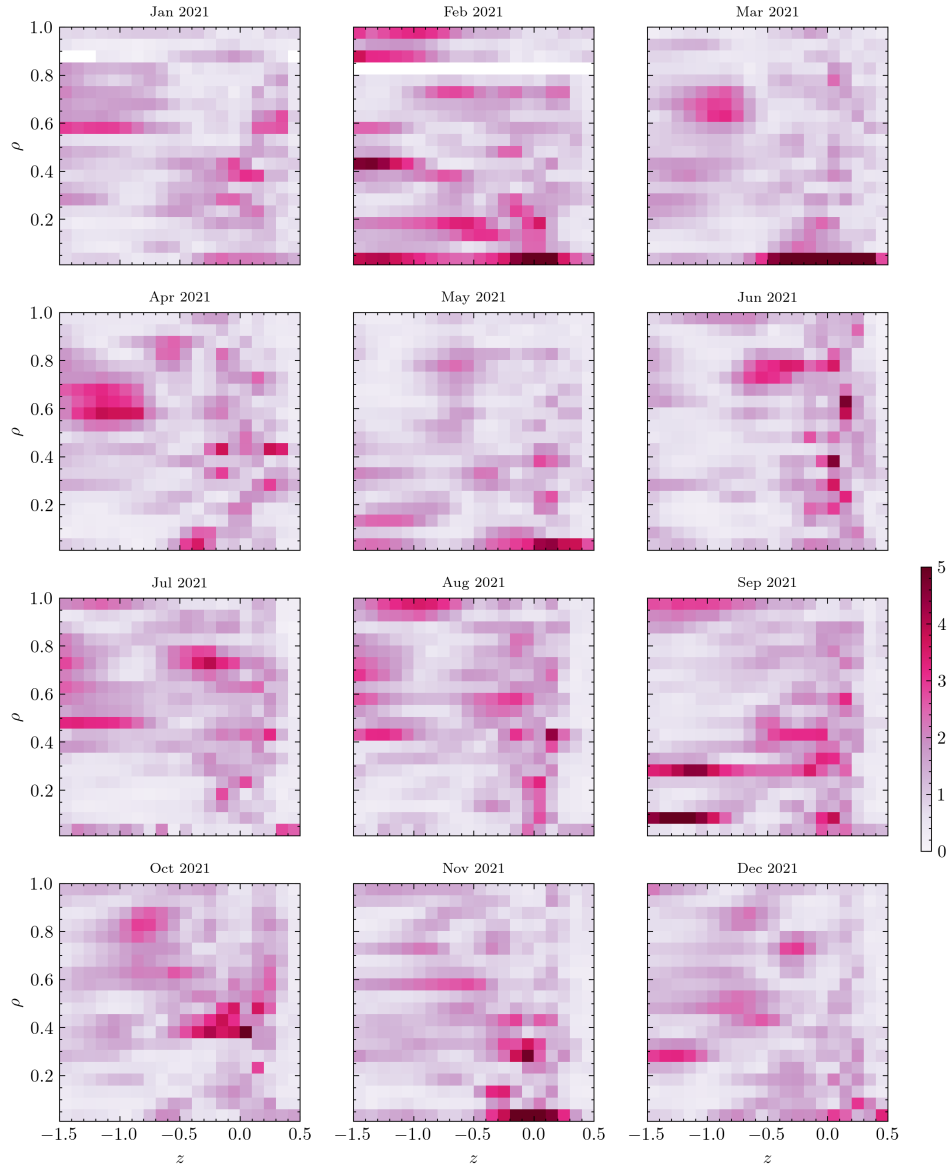 Jan 2021
Feb 2021
Mar 2021
1.0
0.8
0.6
0.4
0.2
ρ
Apr 2021
May 2021
Jun 2021
1.0
0.8
0.6
0.4
0.2
ρ
Jul 2021
Aug 2021
Sep 2021
1.0
0.8
0.6
0.4
0.2
ρ
5
4
3
2
1
0
Oct 2021
Nov 2021
Dec 2021
1.0
0.8
0.6
0.4
0.2
ρ
−1.5 −1.0 −0.5 0.0 0.5
−1.5 −1.0 −0.5 0.0 0.5
−1.5 −1.0 −0.5 0.0 0.5
z
z
z